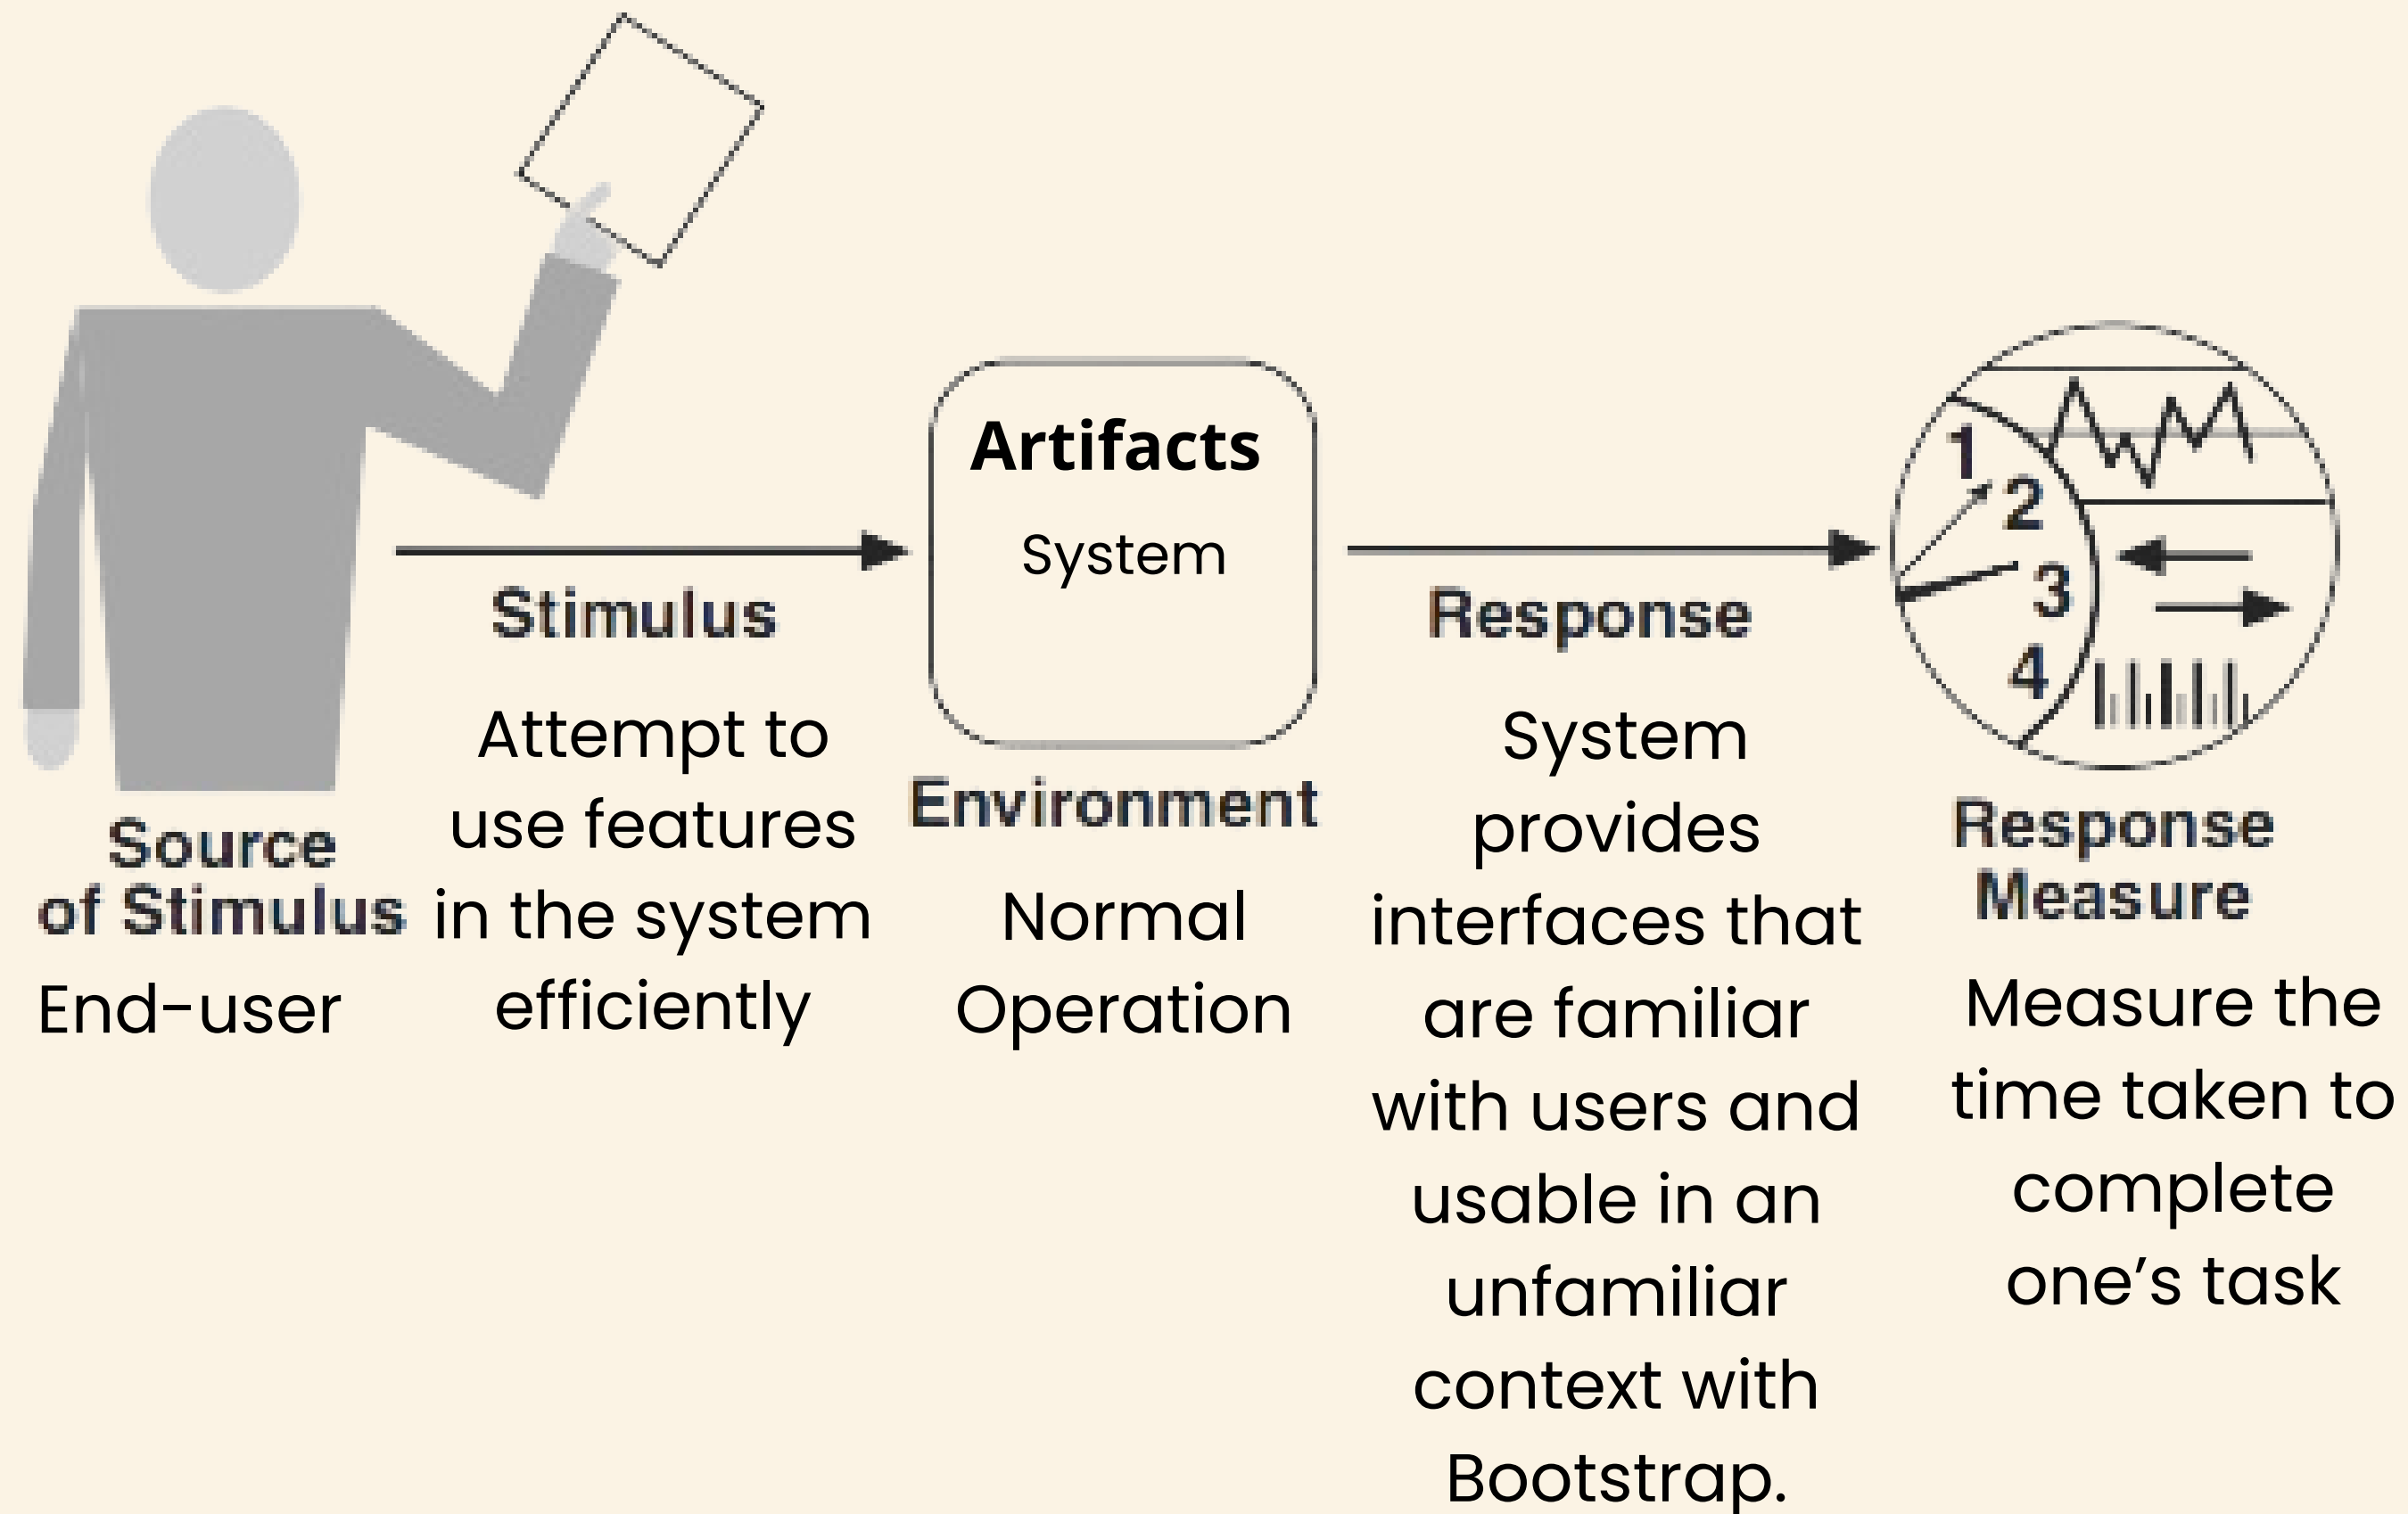 Source
of Stimulus
End-user
Stimulus
Attempt to
use features
in the system
efficiently
Artifacts
System
Environment
Normal
Operation
Response
System
provides
interfaces that
are familiar
with users and
usable in an
unfamiliar
context with
Bootstrap.
1
2
3
4
Response
Measure
Measure the
time taken to
complete
one’s task